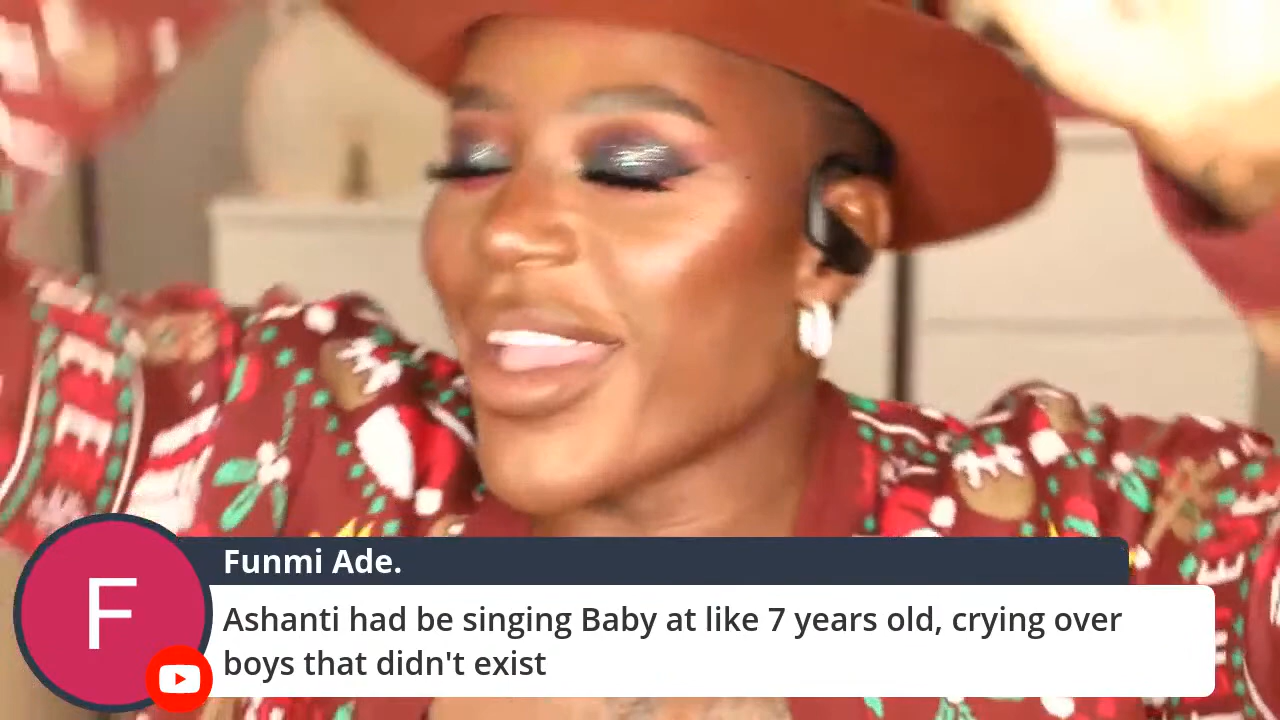 Funmi Ade.
F
Ashanti had be singing Baby at like 7 years old, crying over
boys that didn't exist